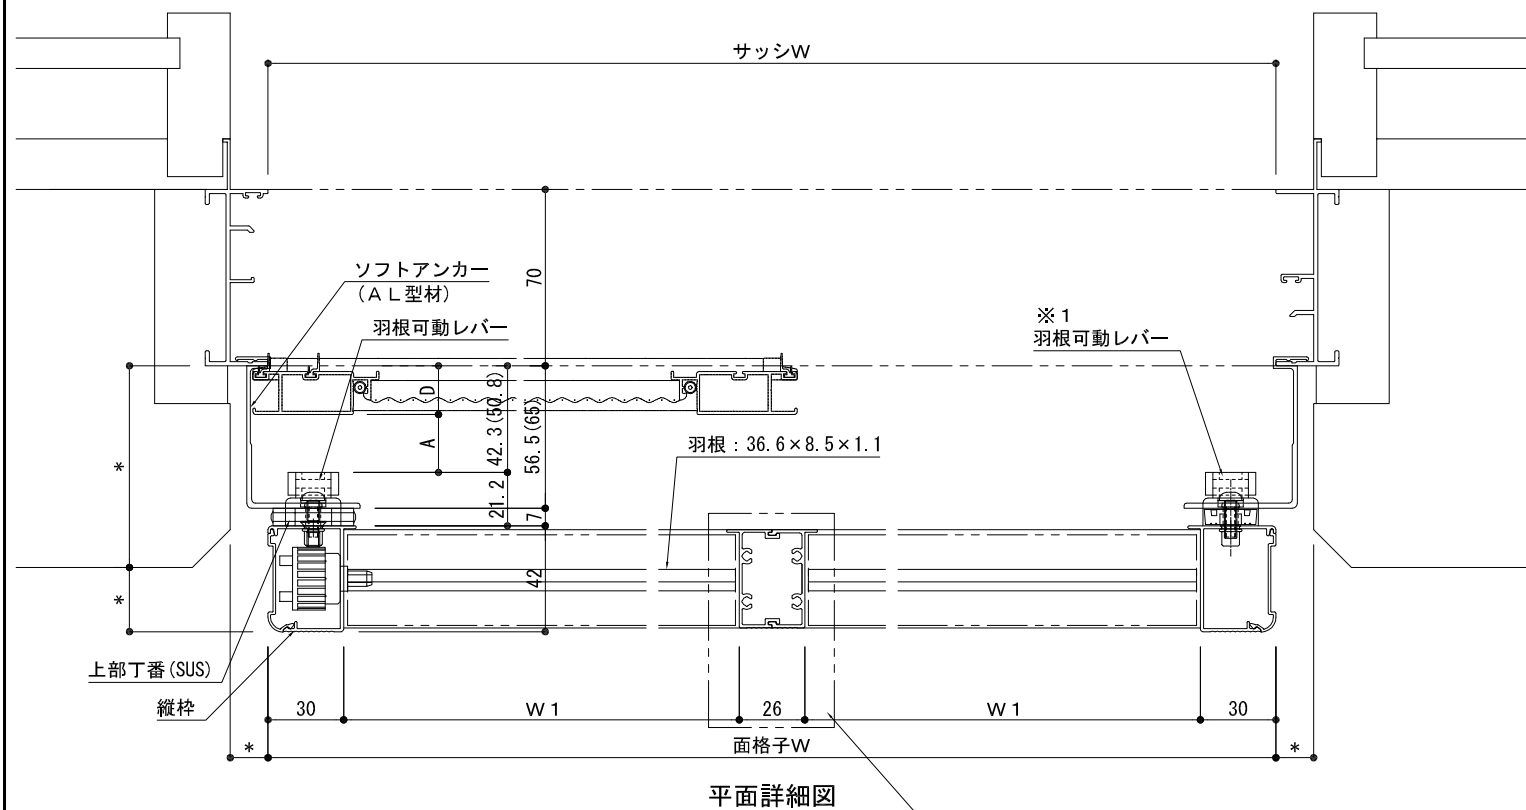 サッシW
70
ソフトアンカー
(AL型材)
羽根可動レバー
※1
羽根可動レバー
D
A
42.3(50.8)
56.5(65)
羽根：36.6×8.5×1.1
*
21.2
7
42
*
上部丁番(SUS)
縦枠
30
W1
26
W1
30
*
面格子W
*
平面詳細図